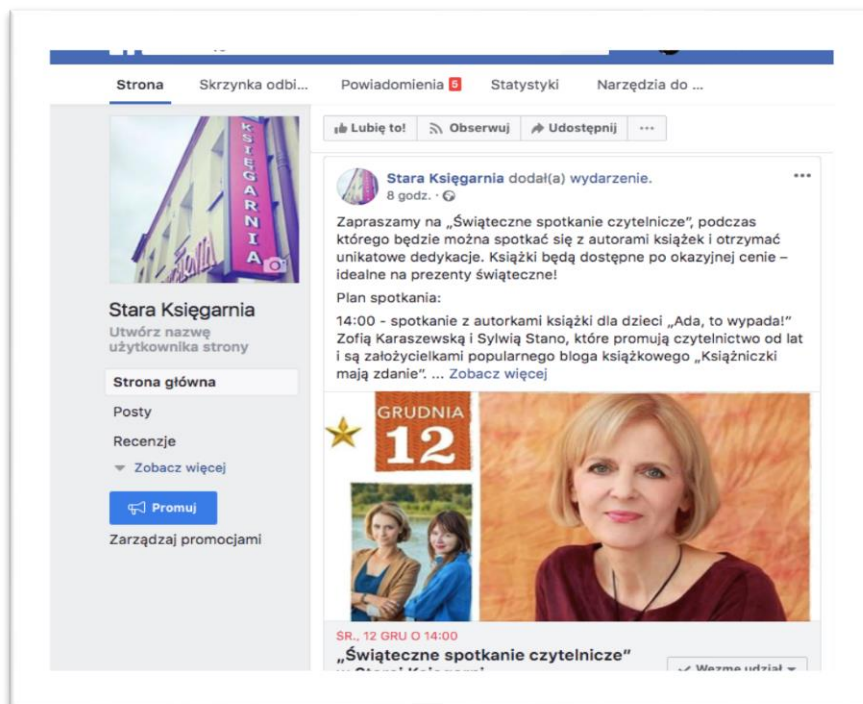 Strona Skrzynka odbi... Powiadomienia 5 Statystyki Narzędzia do ...
KSIĘGARNIA
Stara Księgarnia
Utwórz nazwę
użytkownika strony
Strona główna
Posty
Recenzje
Zobacz więcej
Promuj
Zarządzaj promocjami
Lubię to! Obserwuj Udostępnij ...
Stara Księgarnia dodał(a) wydarzenie.
8 godz. ·
Zapraszamy na „Świąteczne spotkanie czytelnicze”, podczas
którego będzie można spotkać się z autorami książek i otrzymać
unikatowe dedykacje. Książki będą dostępne po okazyjnej cenie –
idealne na prezenty świąteczne!
Plan spotkania:
14:00 - spotkanie z autorkami książki dla dzieci „Ada, to wypada!”
Zofią Karaszewską i Sylwią Stano, które promują czytelnictwo od lat
i są założycielkami popularnego bloga książkowego „Książniczki
mają zdanie”. ... Zobacz więcej
GRUDNIA
12
ŚR., 12 GRU O 14:00
„Świąteczne spotkanie czytelnicze”
w Starej Księgarni
Wezmę udział